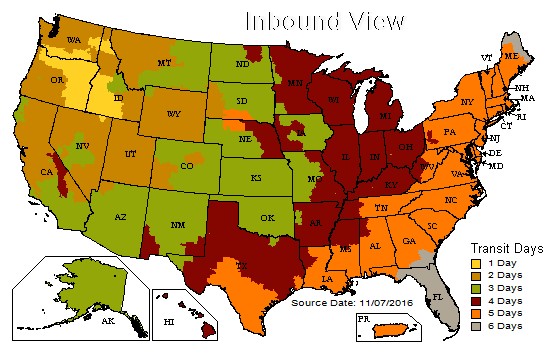 Inbound View
WA
MT
ND
MN
ME
VT
OR
ID
WI
NH
MA
NY
MI
RI
CT
SD
WY
PA
NJ
OH
IA
NE
NV
IL
IN
DE
UT
CO
MD
WV
VA
CA
KS
MO
KY
NC
TN
AZ
NM
OK
AR
SC
MS
AL
GA
TX
LA
FL
AK
HI
PR
Source Date: 11/07/2016
Transit Days
1 Day
2 Days
3 Days
4 Days
5 Days
6 Days